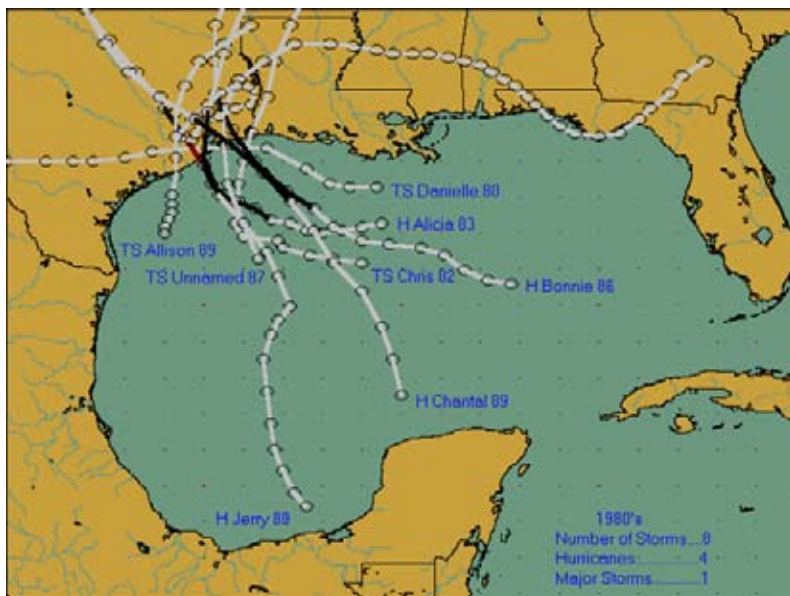 TS Danielle 80
H Alicia 83
TS Allison 89
TS Unnamed 87
TS Chris 82
H Bonnie 86
H Chantal 89
H Jerry 89
1980's
Number of Storms...8
Hurricanes 4
Major Storms.........1